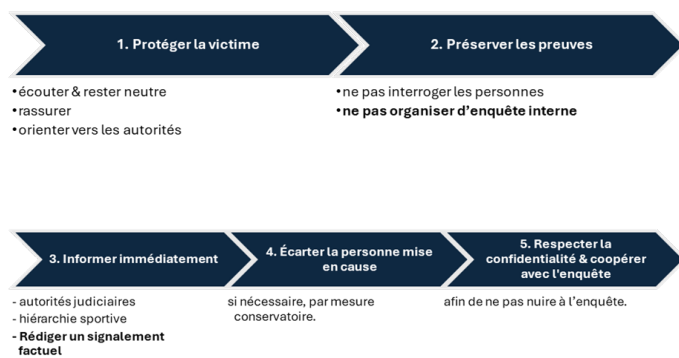 1. Protéger la victime
• écouter & rester neutre
• rassurer
• orienter vers les autorités
2. Préserver les preuves
• ne pas interroger les personnes
• ne pas organiser d’enquête interne
3. Informer immédiatement
- autorités judiciaires
- hiérarchie sportive
- Rédiger un signalement
factuel
4. Écarter la personne mise
en cause
si nécessaire, par mesure
conservatoire.
5. Respecter la
confidentialité & coopérer
avec l'enquête
afin de ne pas nuire à l’enquête.